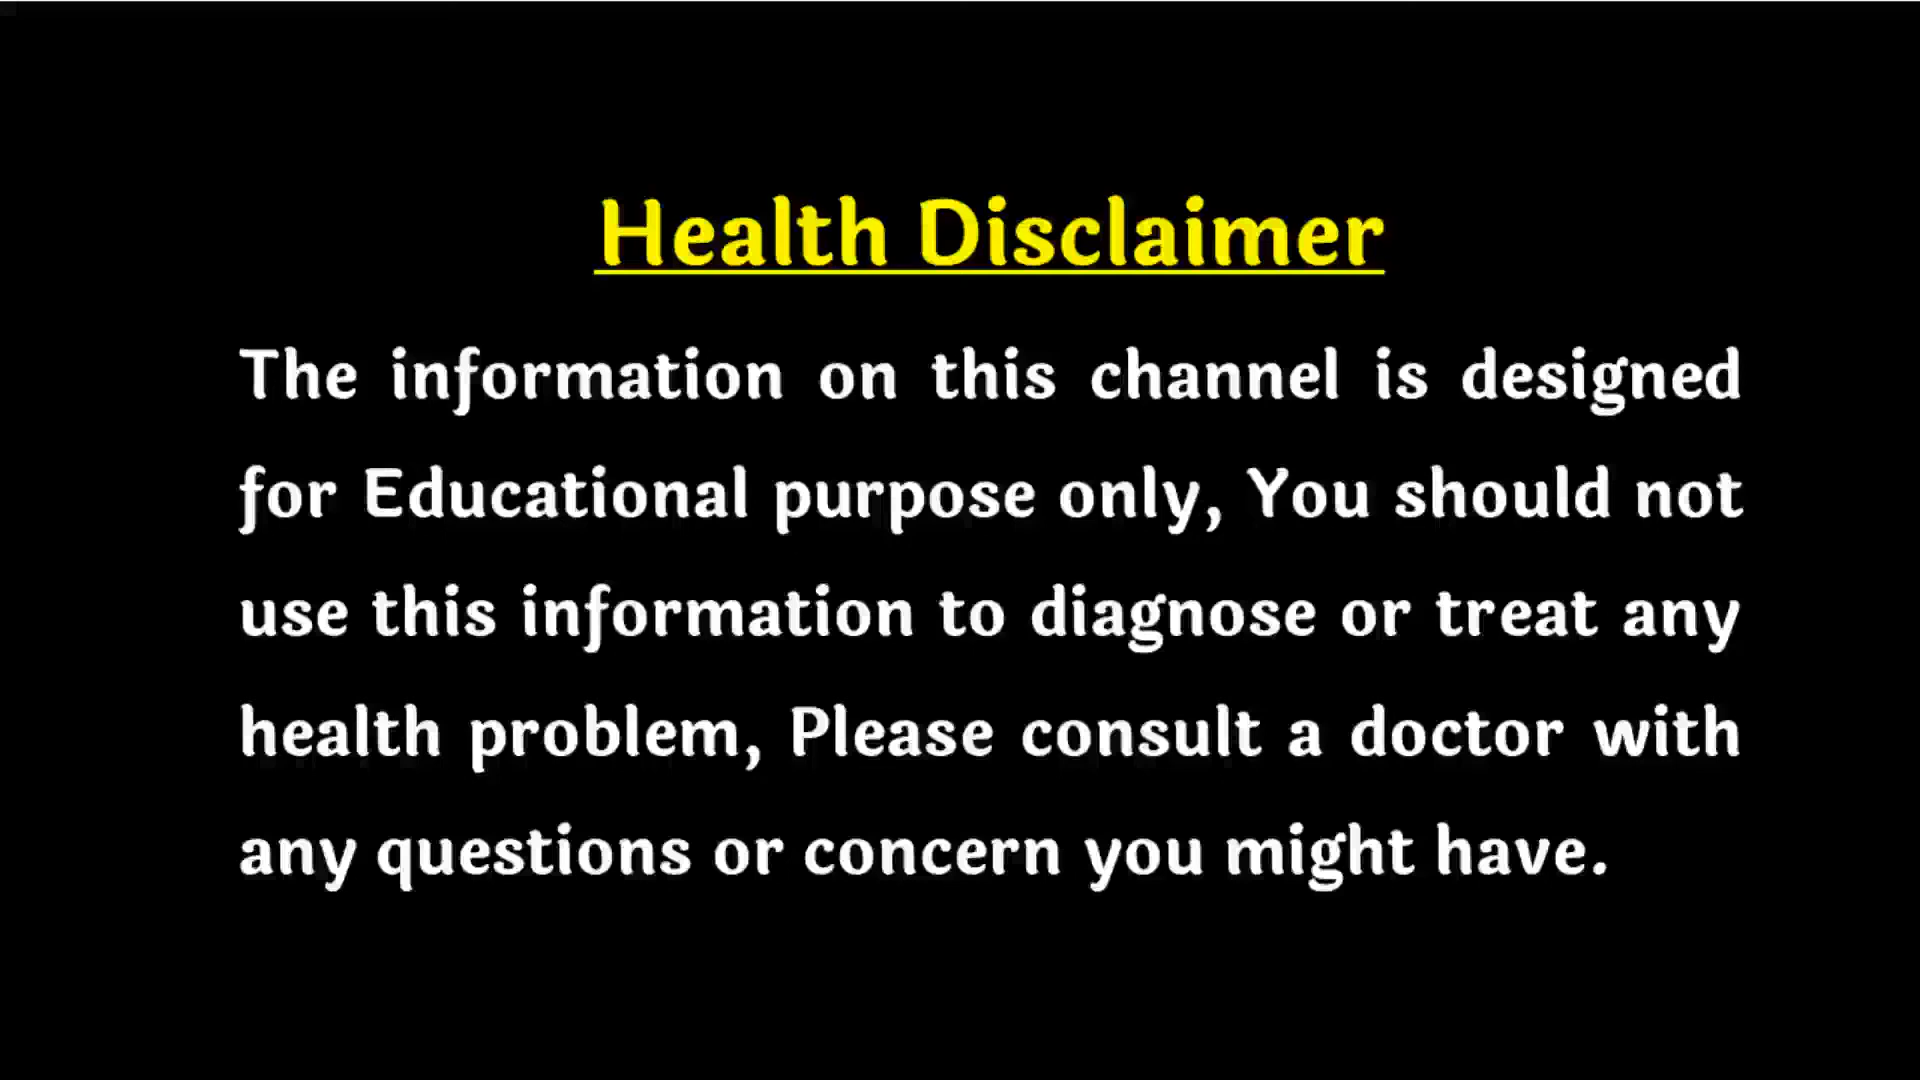 Health Disclaimer
The information on this channel is designed
for Educational purpose only, You should not
use this information to diagnose or treat any
health problem, Please consult a doctor with
any questions or concern you might have.